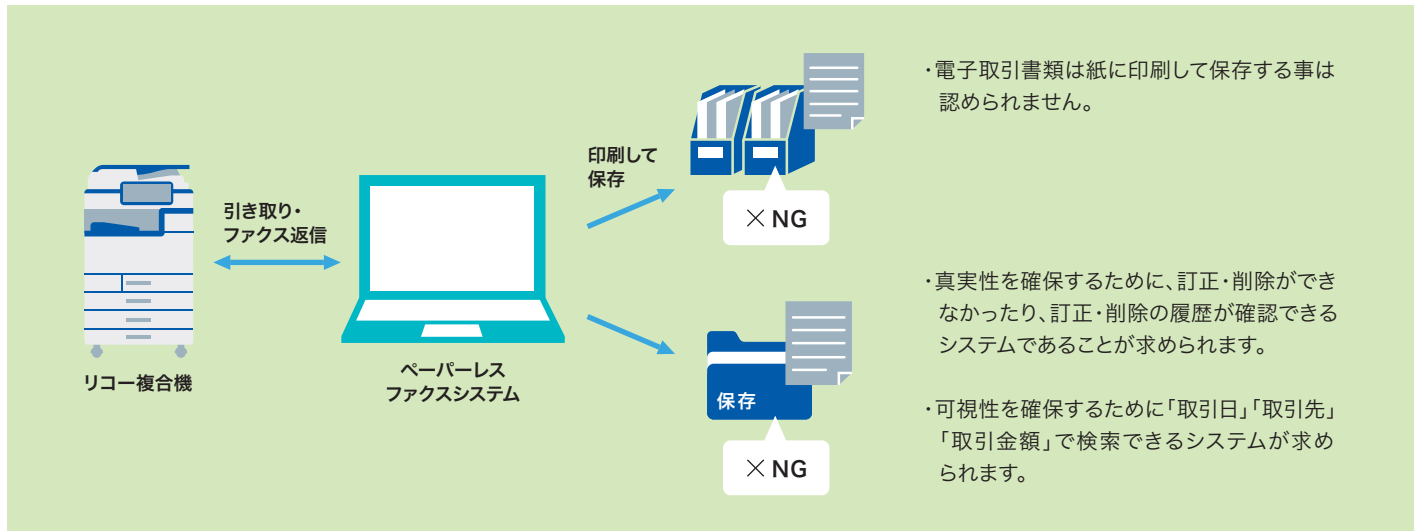 引き取り・
ファクス返信
リコー複合機
ペーパーレス
ファクスシステム
印刷して
保存
× NG
・電子取引書類は紙に印刷して保存する事は
認められません。
保存
× NG
・真実性を確保するために、訂正・削除ができ
なかったり、訂正・削除の履歴が確認できる
システムであることが求められます。
・可視性を確保するために「取引日」「取引先」
「取引金額」で検索できるシステムが求め
られます。